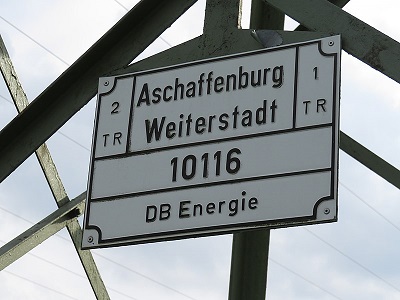 2 TR
Aschaffenburg
Weiterstadt
1 TR
10116
DB Energie